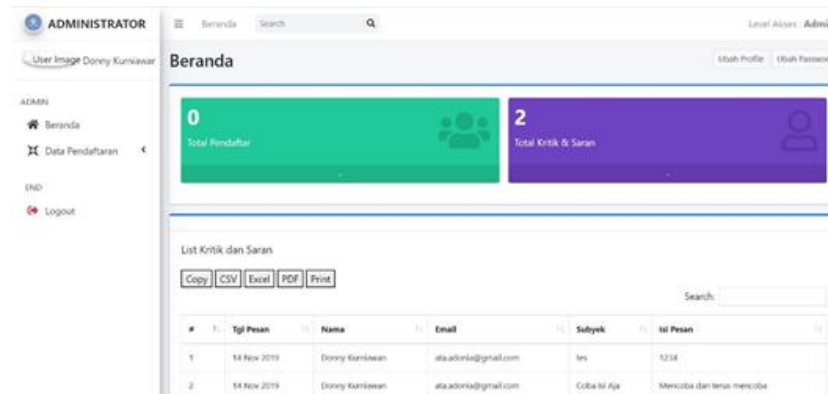 ADMINISTRATOR
Beranda
Search
Level Akses : Admi
User Image Donny Kurniawan
Beranda
Ubah Profile
Ubah Passwor
ADMIN
Beranda
Data Pendaftaran
END
Logout
0
Total Pendaftar
2
Total Kritik & Saran
List Kritik dan Saran
Copy CSV Excel PDF Print
Search:
# Tgl Pesan Nama Email Subyek Isi Pesan
1 14 Nov 2019 Donny Kurniawan ata.adonia@gmail.com tes 1234
2 14 Nov 2019 Donny Kurniawan ata.adonia@gmail.com Coba Isi Aja Mencoba dan terus mencoba